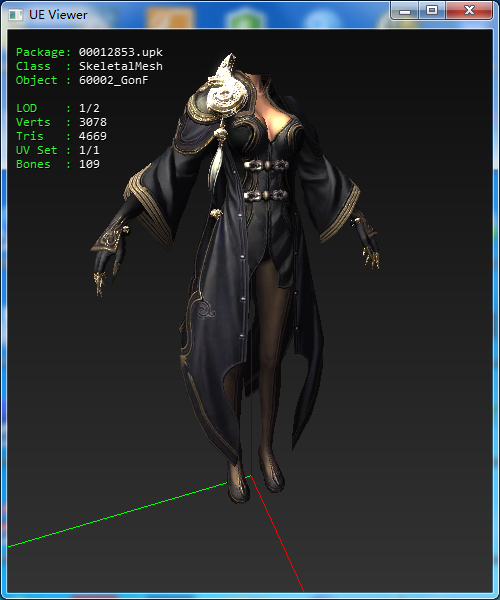 UE Viewer
Package: 00012853.upk
Class  : SkeletalMesh
Object : 60002_GonF
LOD    : 1/2
Verts  : 3078
Tris   : 4669
UV Set : 1/1
Bones  : 109